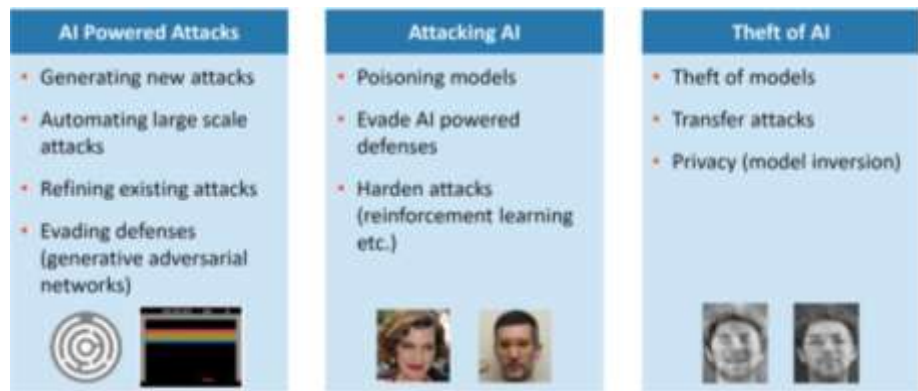 AI Powered Attacks
• Generating new attacks
• Automating large scale
attacks
• Refining existing attacks
• Evading defenses
(generative adversarial
networks)
Attacking AI
• Poisoning models
• Evade AI powered
defenses
• Harden attacks
(reinforcement learning
etc.)
Theft of AI
• Theft of models
• Transfer attacks
• Privacy (model inversion)